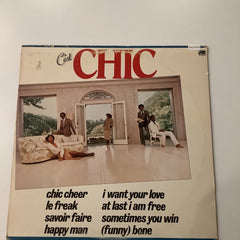 C'est
CHIC
chic cheer
le freak
savoir faire
happy man
i want your love
at last i am free
sometimes you win
(funny) bone